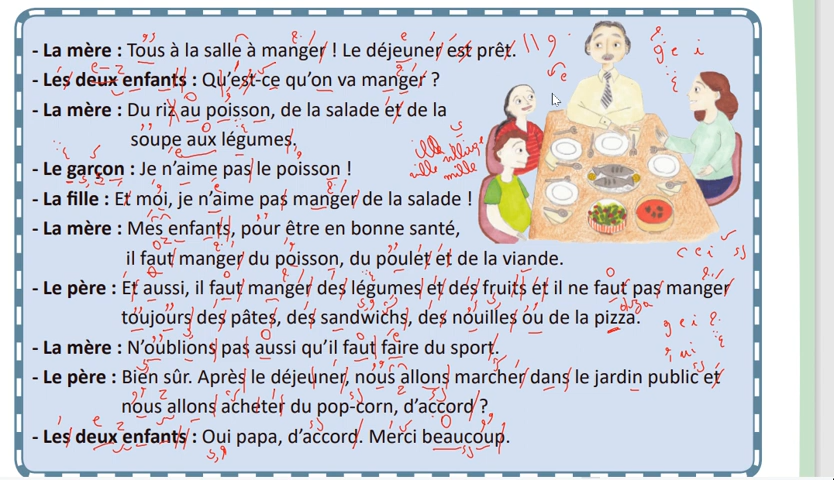 - La mère : Tous à la salle à manger ! Le déjeuner est prêt.
- Les deux enfants : Qu'est-ce qu'on va manger ?
- La mère : Du riz au poisson, de la salade et de la
soupe aux légumes.
- Le garçon : Je n'aime pas le poisson !
- La fille : Et moi, je n'aime pas manger de la salade !
- La mère : Mes enfants, pour être en bonne santé,
il faut manger du poisson, du poulet et de la viande.
- Le père : Et aussi, il faut manger des légumes et des fruits et il ne faut pas manger
toujours des pâtes, des sandwichs, des nouilles ou de la pizza.
- La mère : N'oublions pas aussi qu'il faut faire du sport.
- Le père : Bien sûr. Après le déjeuner, nous allons marcher dans le jardin public et
nous allons acheter du pop-corn, d'accord ?
- Les deux enfants : Oui papa, d'accord. Merci beaucoup.
g e i
ville village
mille
c e i
g e i